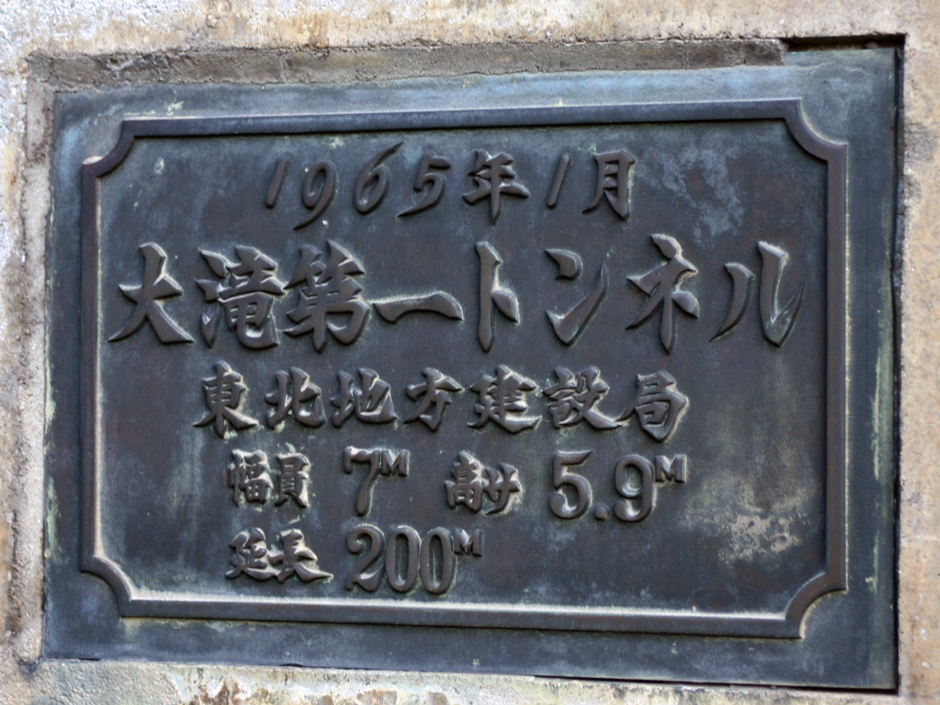 1965年1月
大滝第一トンネル
東北地方建設局
幅員 7M 高サ 5.9M
延長 200M